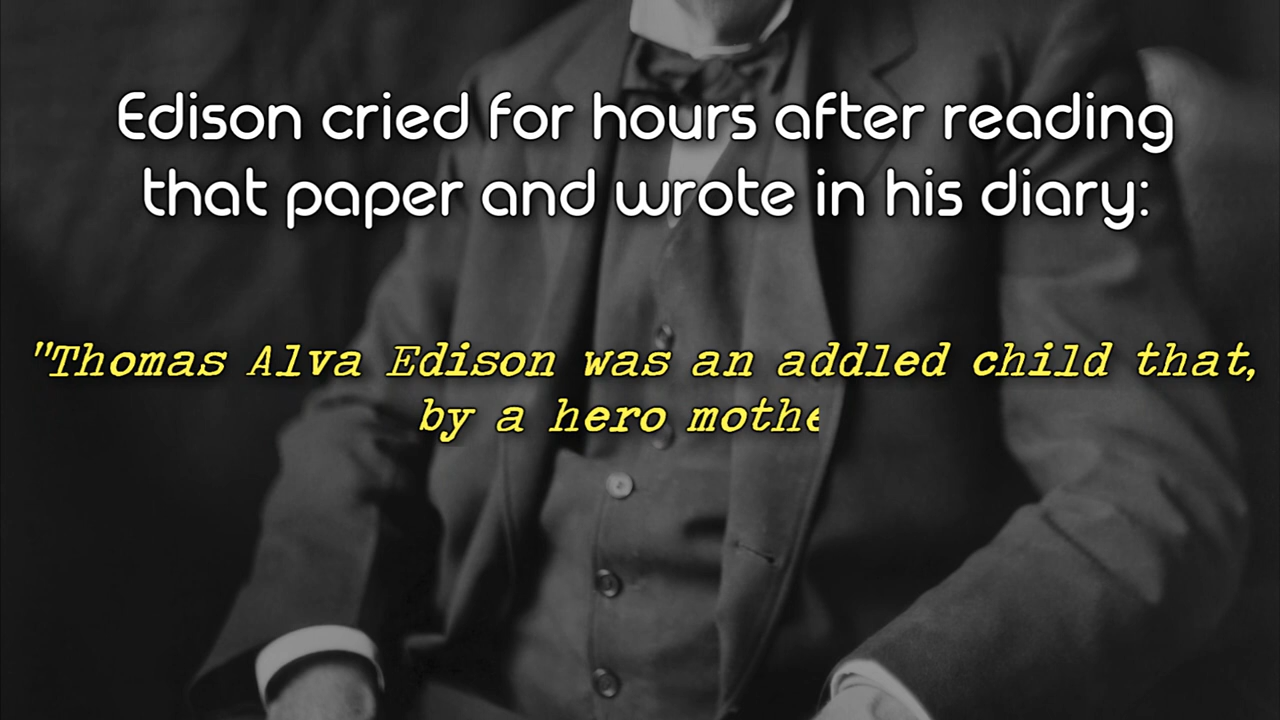 Edison cried for hours after reading
that paper and wrote in his diary:
"Thomas Alva Edison was an addled child that,
by a hero mothe